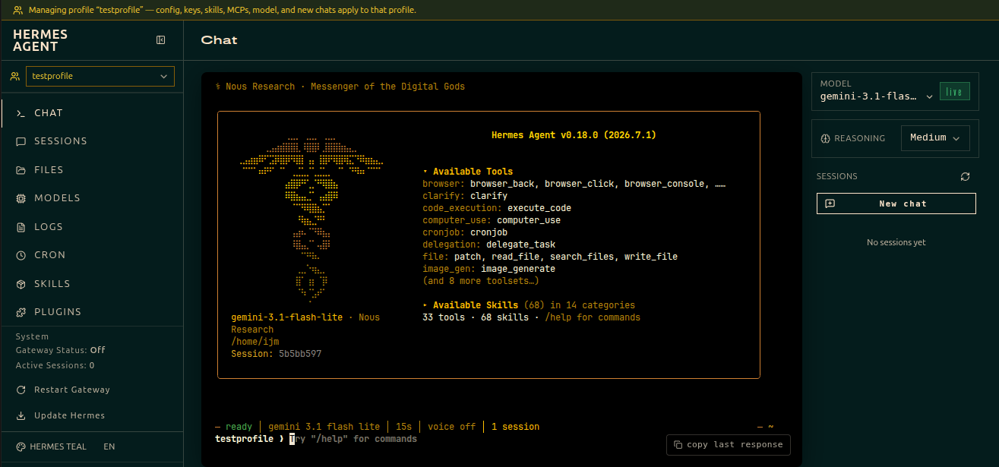 Managing profile “testprofile” — config, keys, skills, MCPs, model, and new chats apply to that profile.
HERMES
AGENT
testprofile
CHAT
SESSIONS
FILES
MODELS
LOGS
CRON
SKILLS
PLUGINS
System
Gateway Status: Off
Active Sessions: 0
Restart Gateway
Update Hermes
HERMES TEAL EN
Chat
Nous Research · Messenger of the Digital Gods
Hermes Agent v0.18.0 (2026.7.1)
▾ Available Tools
browser: browser_back, browser_click, browser_console, ……
clarify: clarify
code_execution: execute_code
computer_use: computer_use
cronjob: cronjob
delegation: delegate_task
file: patch, read_file, search_files, write_file
image_gen: image_generate
(and 8 more toolsets…)
▸ Available Skills (68) in 14 categories
33 tools · 68 skills · /help for commands
gemini-3.1-flash-lite · Nous
Research
/home/ijm
Session: 5b5bb597
— ready │ gemini 3.1 flash lite │ 15s │ voice off │ 1 session — ~
testprofile ❯ Try "/help" for commands
copy last response
MODEL
gemini-3.1-flas… live
REASONING Medium
SESSIONS
New chat
No sessions yet